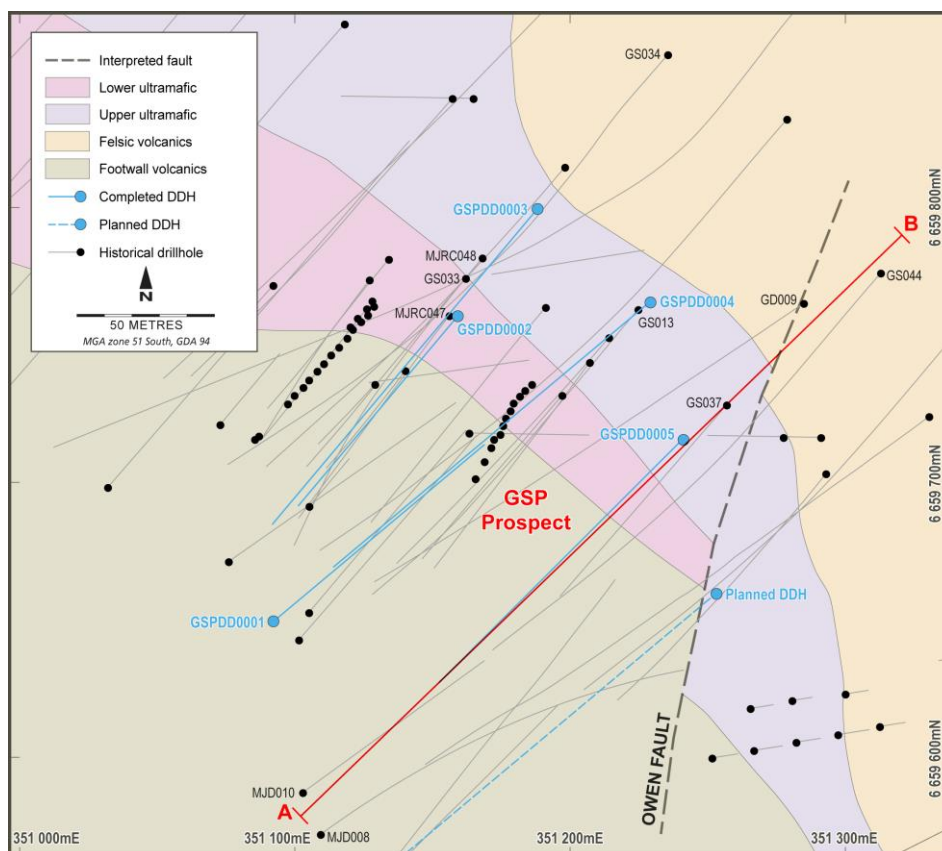 Interpreted fault
Lower ultramafic
Upper ultramafic
Felsic volcanics
Footwall volcanics
Completed DDH
Planned DDH
Historical drillhole
N
50 METRES
MGA zone 51 South, GDA 94
GS034
GSPDD0003
MJRC048
GS033
MJRC047
GSPDD0002
GSPDD0004
GS013
GD009
B
GS044
6 659 800mN
GS037
GSPDD0005
GSP
Prospect
6 659 700mN
Planned DDH
GSPDD0001
OWEN FAULT
6 659 600mN
MJD010
A
MJD008
351 000mE
351 100mE
351 200mE
351 300mE